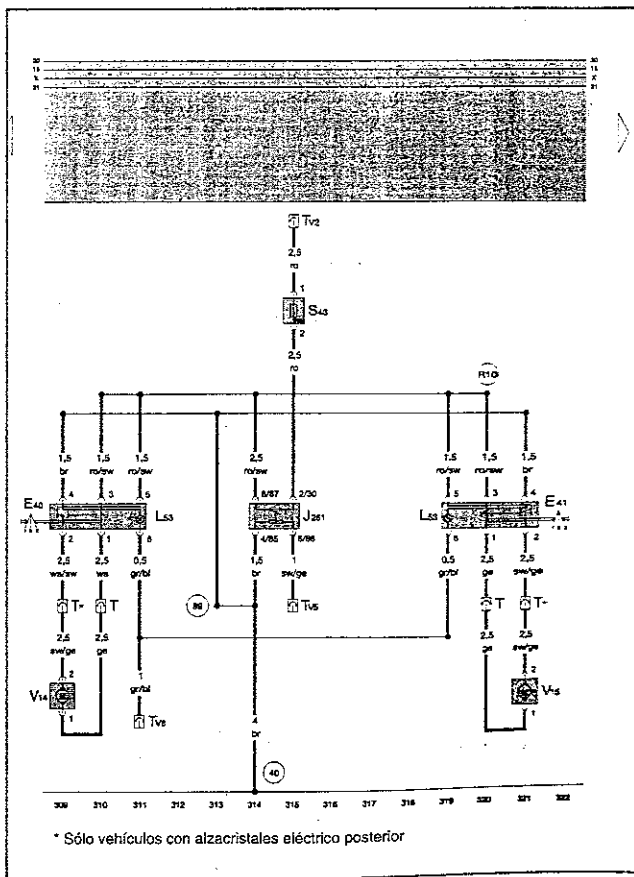 30 30
15 15
X X
31 31
Tv2
2,5
ro
1
S43
2
2,5
ro
R10
1,5 1,5 1,5 2,5 1,5 1,5 1,5
br ro/sw ro/sw ro/sw ro/sw ro/sw br
4 3 5 8/87 2/30 5 3 4
E40 L53 J251 L53 E41
2 1 6 4/85 6/86 6 1 2
2,5 2,5 0,5 1,5 1 0,5 2,5 2,5
ws/sw ws gr/bl br sw/ge gr/bl ge sw/ge
T* T 89 Tv5 T T*
2,5 2,5 2,5 2,5
sw/ge ge 1 ge sw/ge
2 gr/bl 2
V14 V15
1 Tv8 4 1
br
40
309 310 311 312 313 314 315 316 317 318 319 320 321 322
* Sólo vehículos con alzacristales eléctrico posterior